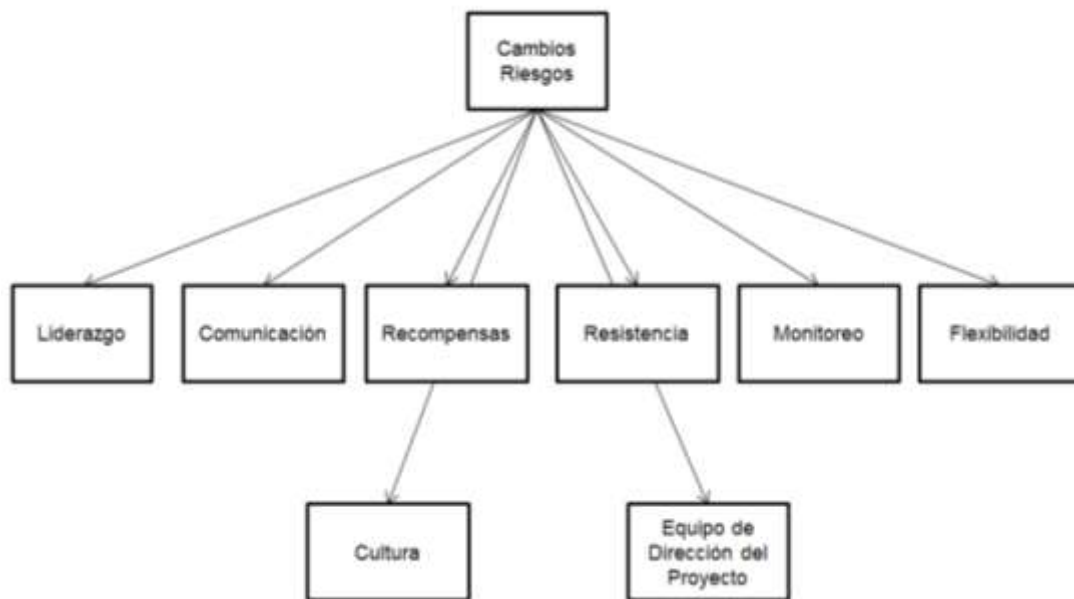 Cambios
Riesgos
Liderazgo
Comunicación
Recompensas
Resistencia
Monitoreo
Flexibilidad
Cultura
Equipo de
Dirección del
Proyecto